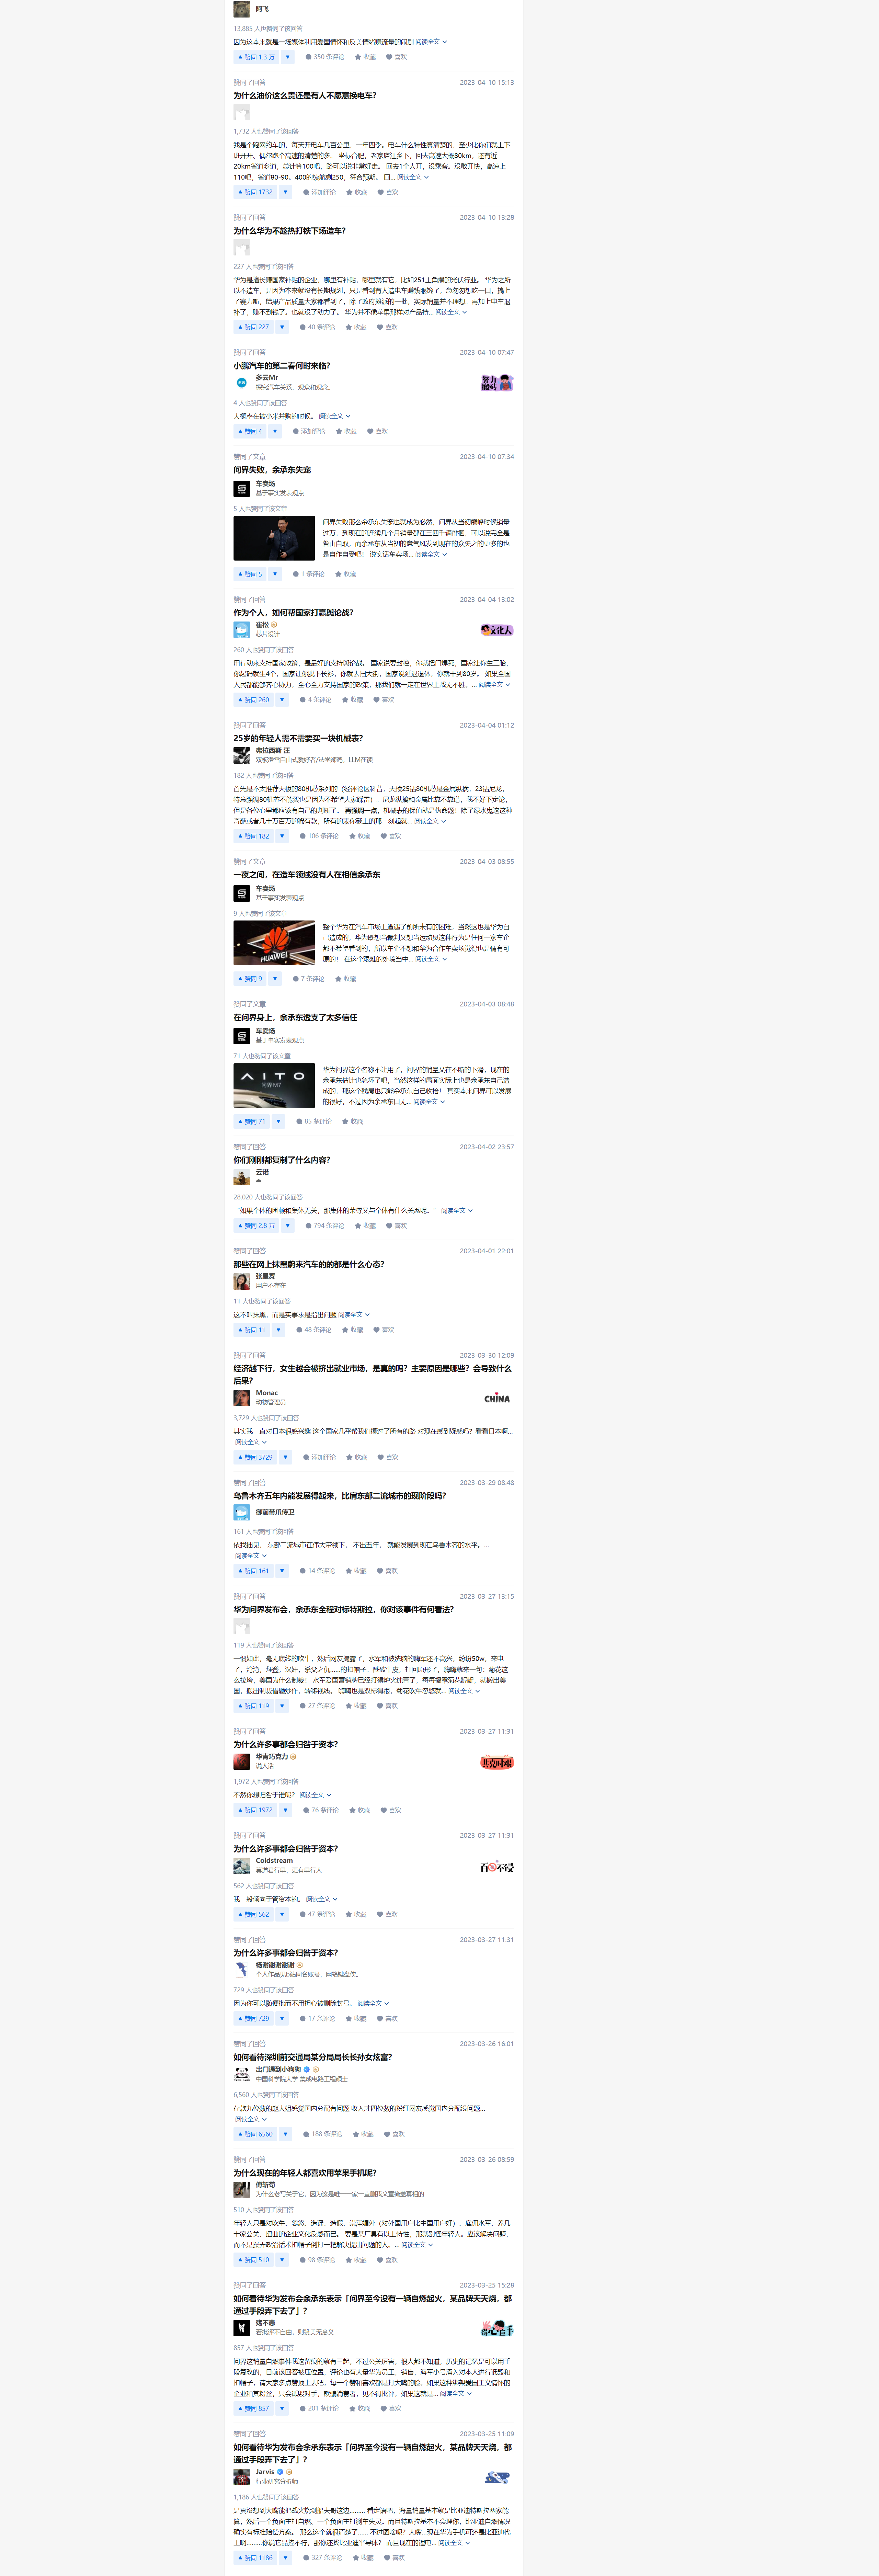 阿飞
13,885 人也赞同了该回答
因为这本来就是一场媒体利用爱国情怀和反美情绪赚流量的闹剧 阅读全文
赞同 1.3 万 350 条评论 收藏 喜欢
赞同了回答 2023-04-10 15:13
为什么油价这么贵还是有人不愿意换电车?
1,732 人也赞同了该回答
我是个跑网约车的，每天开电车几百公里，一年四季。电车什么特性算清楚的，至少比你们就上下
班开开，偶尔跑个高速的清楚的多。 坐标合肥，老家庐江乡下，回去高速大概80km，还有近
20km省道乡道，总计算100吧，路可以说非常好走。 回去1个人开，没乘客。没敢开快，高速上
110吧，省道80-90。400的续航剩250，符合预期。 回... 阅读全文
赞同 1732 添加评论 收藏 喜欢
赞同了回答 2023-04-10 13:28
为什么华为不趁热打铁下场造车?
227 人也赞同了该回答
华为是擅长赚国家补贴的企业，哪里有补贴，哪里就有它，比如251主角嘛的光伏行业。 华为之所
以不造车，是因为本来就没有长期规划，只是看到有人造电车赚钱眼馋了，急匆匆想吃一口，搞上
了赛力斯，结果产品质量大家都看到了，除了政府摊派的一批，实际销量并不理想。再加上电车退
补了，赚不到钱了。也就没了动力了。 华为并不像苹果那样对产品持... 阅读全文
赞同 227 40 条评论 收藏 喜欢
赞同了回答 2023-04-10 07:47
小鹏汽车的第二春何时来临?
多云Mr
探究汽车关系、观众和观念。
努力搬砖
4 人也赞同了该回答
大概率在被小米并购的时候。 阅读全文
赞同 4 添加评论 收藏 喜欢
赞同了文章 2023-04-10 07:34
问界失败，余承东失宠
车卖场
基于事实发表观点
5 人也赞同了该文章
问界失败那么余承东失宠也就成为必然，问界从当初巅峰时候销量
过万，到现在的连续几个月销量都在三四千辆徘徊，可以说完全是
咎由自取，而余承东从当初的意气风发到现在的众矢之的更多的也
是自作自受吧！ 说实话车卖场... 阅读全文
赞同 5 1 条评论 收藏
赞同了回答 2023-04-04 13:02
作为个人，如何帮国家打赢舆论战?
崔松
芯片设计
文化人
260 人也赞同了该回答
用行动来支持国家政策，是最好的支持舆论战。 国家说要封控，你就把门焊死，国家让你生三胎，
你起码就生4个，国家让你脱下长衫，你就去扫大街，国家说延迟退休，你就干到80岁。 如果全国
人民都能够齐心协力，全心全力支持国家的政策，那我们就一定在世界上战无不胜。... 阅读全文
赞同 260 4 条评论 收藏 喜欢
赞同了回答 2023-04-04 01:12
25岁的年轻人需不需要买一块机械表?
弗拉西斯 汪
双板滑雪自由式爱好者/法学辣鸡，LLM在读
182 人也赞同了该回答
首先是不太推荐天梭的80机芯系列的（经评论区科普，天梭25钻80机芯是金属纵擒，23钻尼龙，
特意强调80机芯不能买也是因为不希望大家踩雷）。尼龙纵擒和金属比靠不靠谱，我不好下定论，
但是各位心里都应该有自己的判断了。 再强调一点，机械表的保值就是伪命题！除了绿水鬼这这种
奇葩或者几十万百万的稀有款，所有的表你戴上的那一刻起就... 阅读全文
赞同 182 106 条评论 收藏 喜欢
赞同了文章 2023-04-03 08:55
一夜之间，在造车领域没有人在相信余承东
车卖场
基于事实发表观点
9 人也赞同了该文章
HUAWEI
整个华为在汽车市场上遭遇了前所未有的困难，当然这也是华为自
己造成的，华为既想当裁判又想当运动员这种行为是任何一家车企
都不希望看到的，所以车企不想和华为合作车卖场觉得也是情有可
原的！ 在这个艰难的处境当中... 阅读全文
赞同 9 7 条评论 收藏
赞同了文章 2023-04-03 08:48
在问界身上，余承东透支了太多信任
车卖场
基于事实发表观点
71 人也赞同了该文章
AITO
问界 M7
华为问界这个名称不让用了，问界的销量又在不断的下滑，现在的
余承东估计也急坏了吧，当然这样的局面实际上也是余承东自己造
成的，那这个残局也只能余承东自己收拾！ 其实本来问界可以发展
的很好，不过因为余承东口无... 阅读全文
赞同 71 85 条评论 收藏
赞同了回答 2023-04-02 23:57
你们刚刚都复制了什么内容?
云诺
28,020 人也赞同了该回答
“如果个体的困顿和集体无关，那集体的荣尊又与个体有什么关系呢。” 阅读全文
赞同 2.8 万 794 条评论 收藏 喜欢
赞同了回答 2023-04-01 22:01
那些在网上抹黑蔚来汽车的的都是什么心态?
张星舞
用户不存在
11 人也赞同了该回答
这不叫抹黑，而是实事求是指出问题 阅读全文
赞同 11 48 条评论 收藏 喜欢
赞同了回答 2023-03-30 12:09
经济越下行，女生越会被挤出就业市场，是真的吗？主要原因是哪些？会导致什么
后果?
Monac
动物管理员
CHINA
3,729 人也赞同了该回答
其实我一直对日本很感兴趣 这个国家几乎帮我们摸过了所有的路 对现在感到疑惑吗？看看日本啊...
阅读全文
赞同 3729 添加评论 收藏 喜欢
赞同了回答 2023-03-29 08:48
乌鲁木齐五年内能发展得起来，比肩东部二流城市的现阶段吗?
御前带爪侍卫
161 人也赞同了该回答
依我拙见， 东部二流城市在伟大带领下， 不出五年， 就能发展到现在乌鲁木齐的水平。...
阅读全文
赞同 161 14 条评论 收藏 喜欢
赞同了回答 2023-03-27 13:15
华为问界发布会，余承东全程对标特斯拉，你对该事件有何看法?
119 人也赞同了该回答
一惯如此，毫无底线的吹牛，然后网友揭露了，水军和被洗脑的嗨军还不高兴，纷纷50w，来电
了，湾湾，拜登，汉奸，杀父之仇……的扣帽子。戳破牛皮，打回原形了，嗨嗨就来一句：菊花这
么拉垮，美国为什么制裁！ 水军爱国营销牌已经打得炉火纯青了，每每揭露菊花龌龊，就搬出美
国，搬出制裁借题炒作，转移视线。 嗨嗨也是双标得很，菊花吹牛忽悠就... 阅读全文
赞同 119 27 条评论 收藏 喜欢
赞同了回答 2023-03-27 11:31
为什么许多事都会归咎于资本?
华肯巧克力
说人话
共克时艰
1,972 人也赞同了该回答
不然你想归咎于谁呢？ 阅读全文
赞同 1972 76 条评论 收藏 喜欢
赞同了回答 2023-03-27 11:31
为什么许多事都会归咎于资本?
Coldstream
莫道君行早，更有早行人
百毒不侵
562 人也赞同了该回答
我一般倾向于管资本的。 阅读全文
赞同 562 47 条评论 收藏 喜欢
赞同了回答 2023-03-27 11:31
为什么许多事都会归咎于资本?
杨谢谢谢谢谢
个人作品见b站同名账号，网络键盘侠。
729 人也赞同了该回答
因为你可以随便批而不用担心被删除封号。 阅读全文
赞同 729 17 条评论 收藏 喜欢
赞同了回答 2023-03-26 16:01
如何看待深圳前交通局某分局局长长孙女炫富?
出门遇到小狗狗
中国科学院大学 集成电路工程硕士
6,560 人也赞同了该回答
存款九位数的赵大姐感觉国内分配有问题 收入才四位数的粉红网友感觉国内分配没问题...
阅读全文
赞同 6560 188 条评论 收藏 喜欢
赞同了回答 2023-03-26 08:59
为什么现在的年轻人都喜欢用苹果手机呢?
傅斩荀
为什么老写关于它，因为这是唯一一家一直删我文章掩盖真相的
510 人也赞同了该回答
年轻人只是对吹牛、忽悠、造谣、造假、崇洋媚外（对外国用户比中国用户好）、雇佣水军、养几
十家公关、扭曲的企业文化反感而已。 要是某厂具有以上特性，那就别怪年轻人。应该解决问题，
而不是操弄政治话术扣帽子倒打一耙解决提出问题的人。... 阅读全文
赞同 510 98 条评论 收藏 喜欢
赞同了回答 2023-03-25 15:28
如何看待华为发布会余承东表示「问界至今没有一辆自燃起火，某品牌天天烧，都
通过手段弄下去了」?
殇不患
若批评不自由，则赞美无意义
得心应手
857 人也赞同了该回答
问界这销量自燃事件我这留痕的就有三起，不过公关厉害，很人都不知道，历史的记忆是可以用手
段篡改的，目前该回答被压位置，评论也有大量华为员工，销售，海军小号涌入对本人进行诋毁和
扣帽子，请大家多点赞顶上去吧，每一个赞和喜欢都是打大嘴的脸。如果这种绑架爱国主义情怀的
企业和其粉丝，只会诋毁对手，欺骗消费者，见不得批评，如果这就是... 阅读全文
赞同 857 201 条评论 收藏 喜欢
赞同了回答 2023-03-25 11:09
如何看待华为发布会余承东表示「问界至今没有一辆自燃起火，某品牌天天烧，都
通过手段弄下去了」?
Jarvis
行业研究分析师
1,186 人也赞同了该回答
是真没想到大嘴能把战火烧到船夫哥这边……… 看定语吧，海量销量基本就是比亚迪特斯拉两家能
算，然后一个负面主打自燃、一个负面主打刹车失灵。而且特斯拉基本不会理你，比亚迪自燃情况
确实有标准赔偿方案。 那么这个就很清楚了…… 不过图啥呢？大嘴...现在华为手机可还是比亚迪代
工啊………你说它品控不行，那你还找比亚迪半导体？ 而且现在的锂电... 阅读全文
赞同 1186 327 条评论 收藏 喜欢